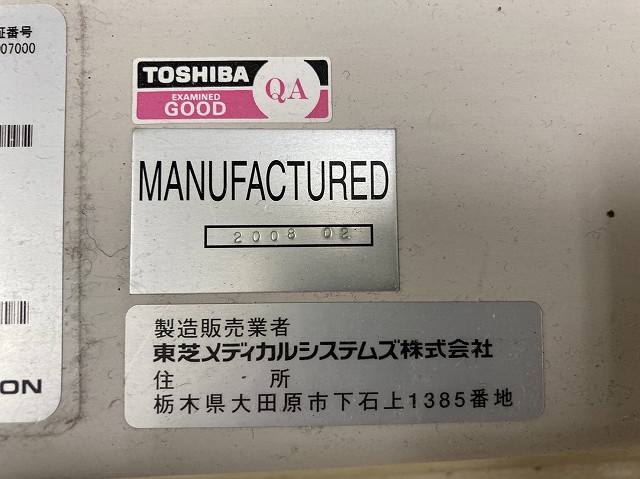 証番号
07000
TOSHIBA
EXAMINED
GOOD
QA
MANUFACTURED
2008 02
製造販売業者
東芝メディカルシステムズ株式会社
住 所
栃木県大田原市下石上1385番地
ON